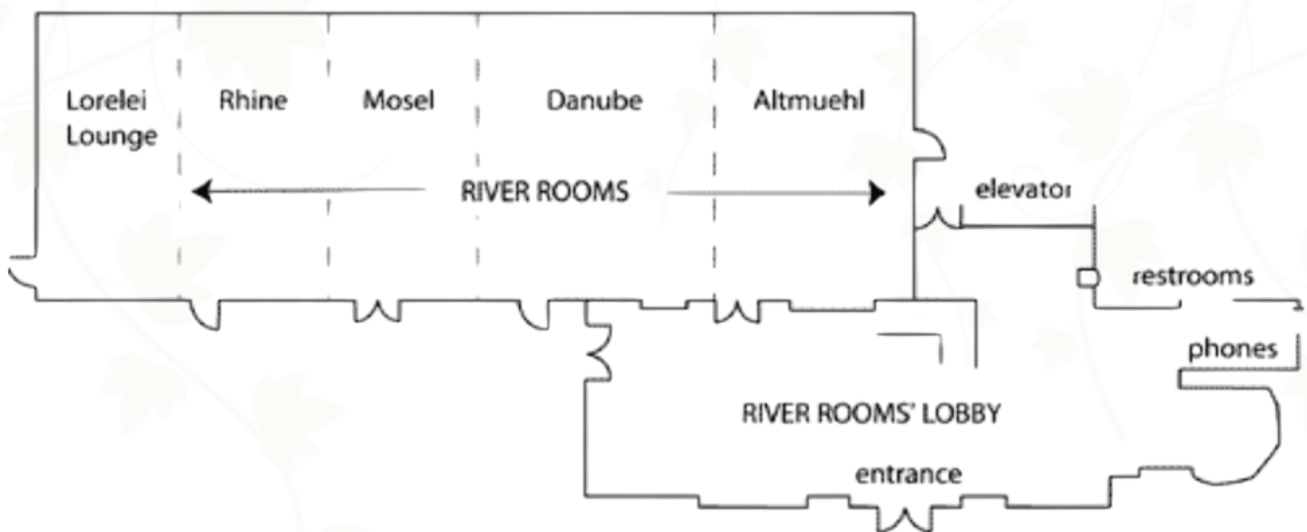 Lorelei
Lounge
Rhine
Mosel
Danube
Altmuehl
RIVER ROOMS
elevator
restrooms
phones
RIVER ROOMS' LOBBY
entrance